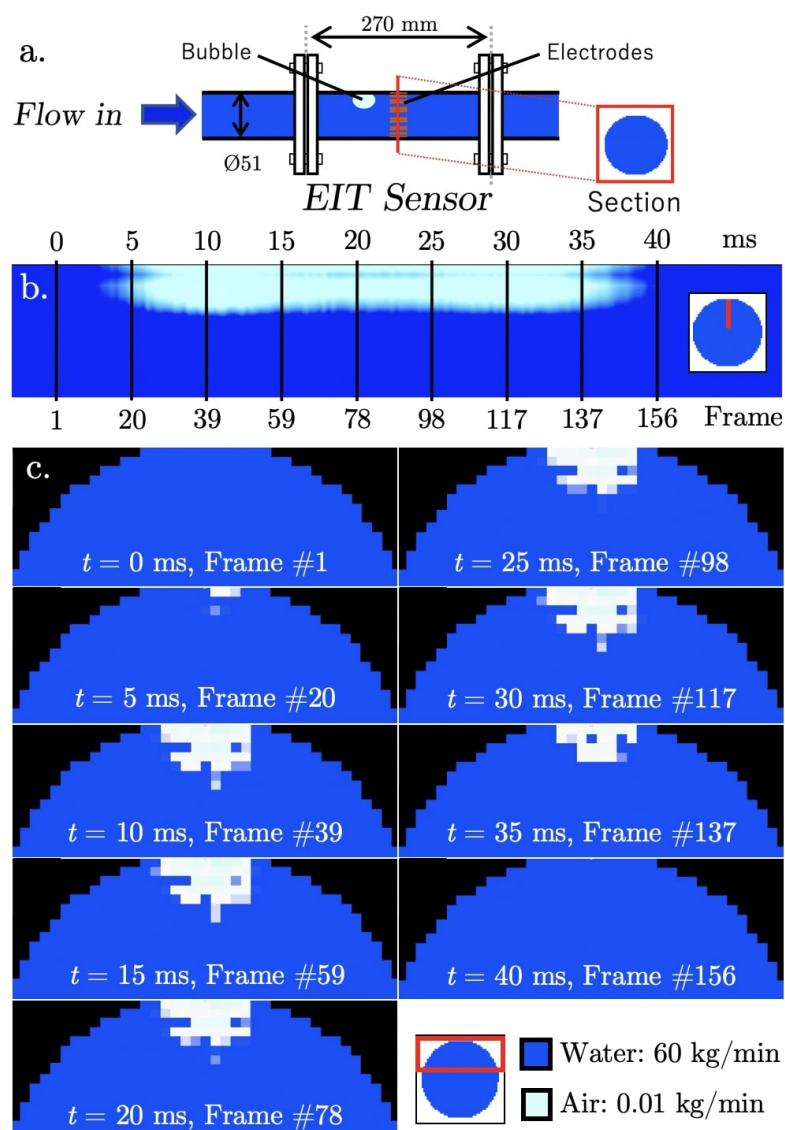 a.
270 mm
Bubble
Electrodes
Flow in
Ø51
EIT Sensor
Section
0 5 10 15 20 25 30 35 40 ms
b.
1 20 39 59 78 98 117 137 156 Frame
c.
t = 0 ms, Frame #1
t = 25 ms, Frame #98
t = 5 ms, Frame #20
t = 30 ms, Frame #117
t = 10 ms, Frame #39
t = 35 ms, Frame #137
t = 15 ms, Frame #59
t = 40 ms, Frame #156
t = 20 ms, Frame #78
Water: 60 kg/min
Air: 0.01 kg/min